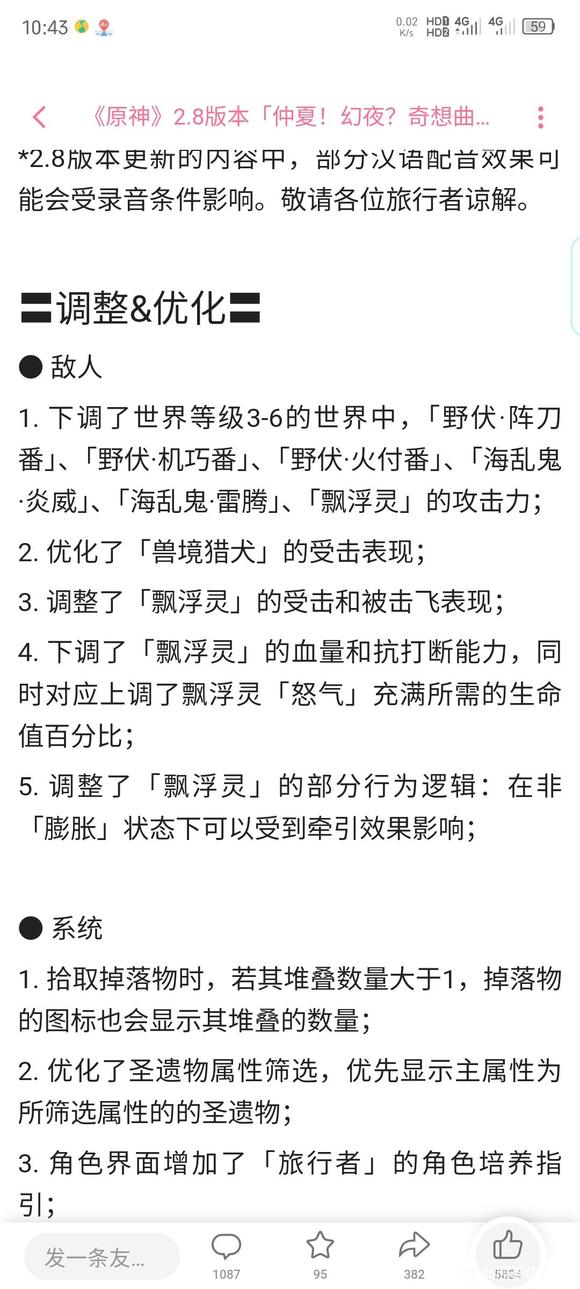 10:43
0.02
K/s
HD1
HD2
4G
4G
59
《原神》2.8版本「仲夏！幻夜？奇想曲...
*2.8版本更新的内容中，部分汉语配音效果可
能会受录音条件影响。敬请各位旅行者谅解。
〓调整&优化〓
● 敌人
1. 下调了世界等级3-6的世界中，「野伏·阵刀
番」、「野伏·机巧番」、「野伏·火付番」、「海乱鬼
·炎威」、「海乱鬼·雷腾」、「飘浮灵」的攻击力；
2. 优化了「兽境猎犬」的受击表现；
3. 调整了「飘浮灵」的受击和被击飞表现；
4. 下调了「飘浮灵」的血量和抗打断能力，同
时对应上调了飘浮灵「怒气」充满所需的生命
值百分比；
5. 调整了「飘浮灵」的部分行为逻辑：在非
「膨胀」状态下可以受到牵引效果影响；
● 系统
1. 拾取掉落物时，若其堆叠数量大于1，掉落物
的图标也会显示其堆叠的数量；
2. 优化了圣遗物属性筛选，优先显示主属性为
所筛选属性的的圣遗物；
3. 角色界面增加了「旅行者」的角色培养指
引；
发一条友...
1087
95
382